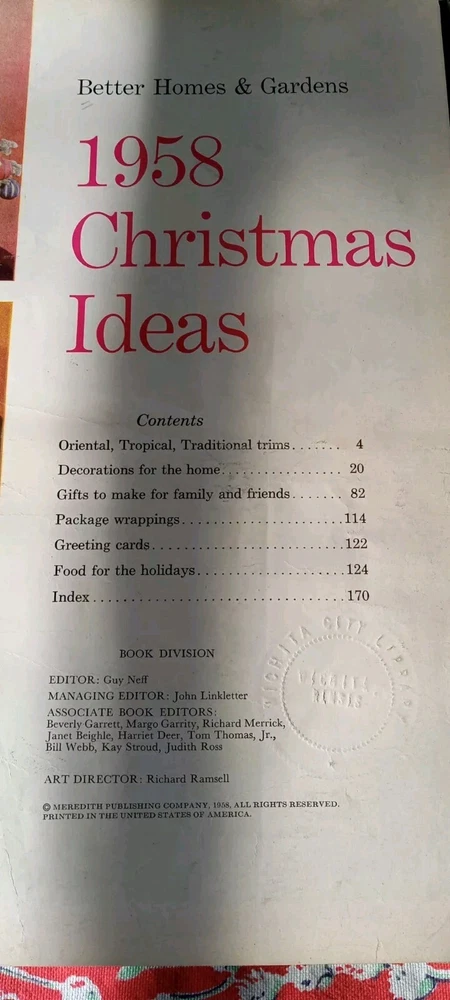 Better Homes & Gardens
1958
Christmas
Ideas
Contents
Oriental, Tropical, Traditional trims....... 4
Decorations for the home................. 20
Gifts to make for family and friends....... 82
Package wrappings.......................114
Greeting cards...........................122
Food for the holidays.....................124
Index..................................170
BOOK DIVISION
EDITOR: Guy Neff
MANAGING EDITOR: John Linkletter
ASSOCIATE BOOK EDITORS:
Beverly Garrett, Margo Garrity, Richard Merrick,
Janet Beighle, Harriet Deer, Tom Thomas, Jr.,
Bill Webb, Kay Stroud, Judith Ross
ART DIRECTOR: Richard Ramsell
© MEREDITH PUBLISHING COMPANY, 1958, ALL RIGHTS RESERVED.
PRINTED IN THE UNITED STATES OF AMERICA.
WICHITA CITY LIBRARY
WICHITA,